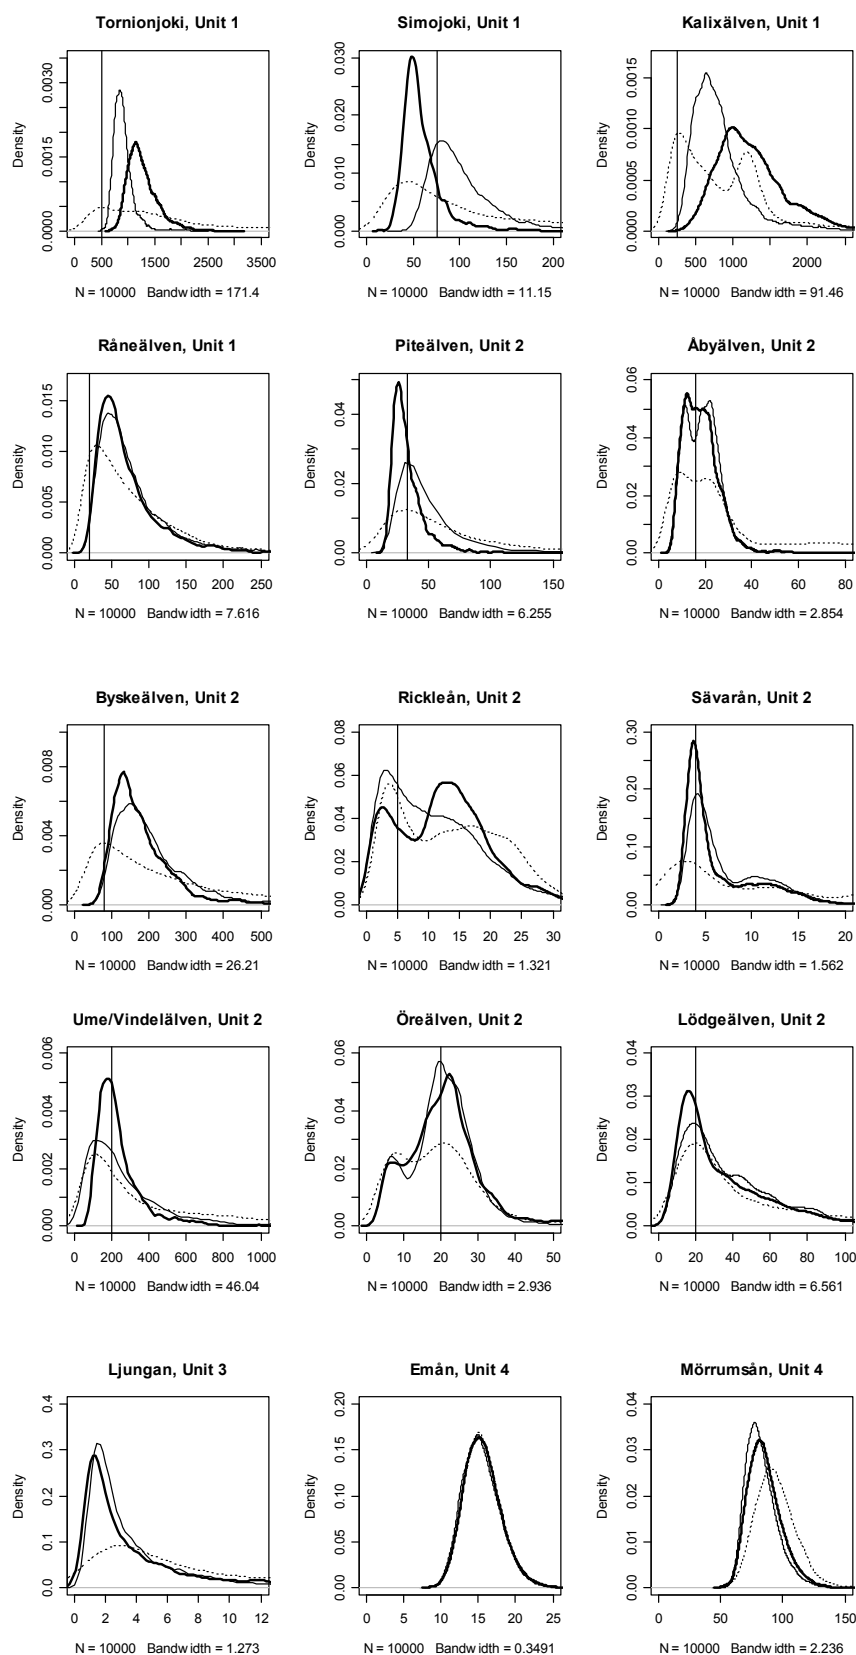 Tornionjoki, Unit 1
Density
0.0000 0.0015 0.0030
0 500 1500 2500 3500
N = 10000 Bandwidth = 171.4
Simojoki, Unit 1
Density
0.000 0.010 0.020 0.030
0 50 100 150 200
N = 10000 Bandwidth = 11.15
Kalixälven, Unit 1
Density
0.0000 0.0005 0.0010 0.0015
0 500 1000 2000
N = 10000 Bandwidth = 91.46
Råneälven, Unit 1
Density
0.000 0.005 0.010 0.015
0 50 100 150 200 250
N = 10000 Bandwidth = 7.616
Piteälven, Unit 2
Density
0.00 0.02 0.04
0 50 100 150
N = 10000 Bandwidth = 6.255
Åbyälven, Unit 2
Density
0.00 0.02 0.04 0.06
0 20 40 60 80
N = 10000 Bandwidth = 2.854
Byskeälven, Unit 2
Density
0.000 0.004 0.008
0 100 200 300 400 500
N = 10000 Bandwidth = 26.21
Rickleån, Unit 2
Density
0.00 0.02 0.04 0.06 0.08
0 5 10 15 20 25 30
N = 10000 Bandwidth = 1.321
Sävarån, Unit 2
Density
0.00 0.10 0.20 0.30
0 5 10 15 20
N = 10000 Bandwidth = 1.562
Ume/Vindelälven, Unit 2
Density
0.000 0.002 0.004 0.006
0 200 400 600 800 1000
N = 10000 Bandwidth = 46.04
Öreälven, Unit 2
Density
0.00 0.02 0.04 0.06
0 10 20 30 40 50
N = 10000 Bandwidth = 2.936
Lödgeälven, Unit 2
Density
0.00 0.01 0.02 0.03 0.04
0 20 40 60 80 100
N = 10000 Bandwidth = 6.561
Ljungan, Unit 3
Density
0.0 0.1 0.2 0.3 0.4
0 2 4 6 8 10 12
N = 10000 Bandwidth = 1.273
Emån, Unit 4
Density
0.00 0.05 0.10 0.15 0.20
0 5 10 15 20 25
N = 10000 Bandwidth = 0.3491
Mörrumsån, Unit 4
Density
0.00 0.01 0.02 0.03 0.04
0 50 100 150
N = 10000 Bandwidth = 2.236